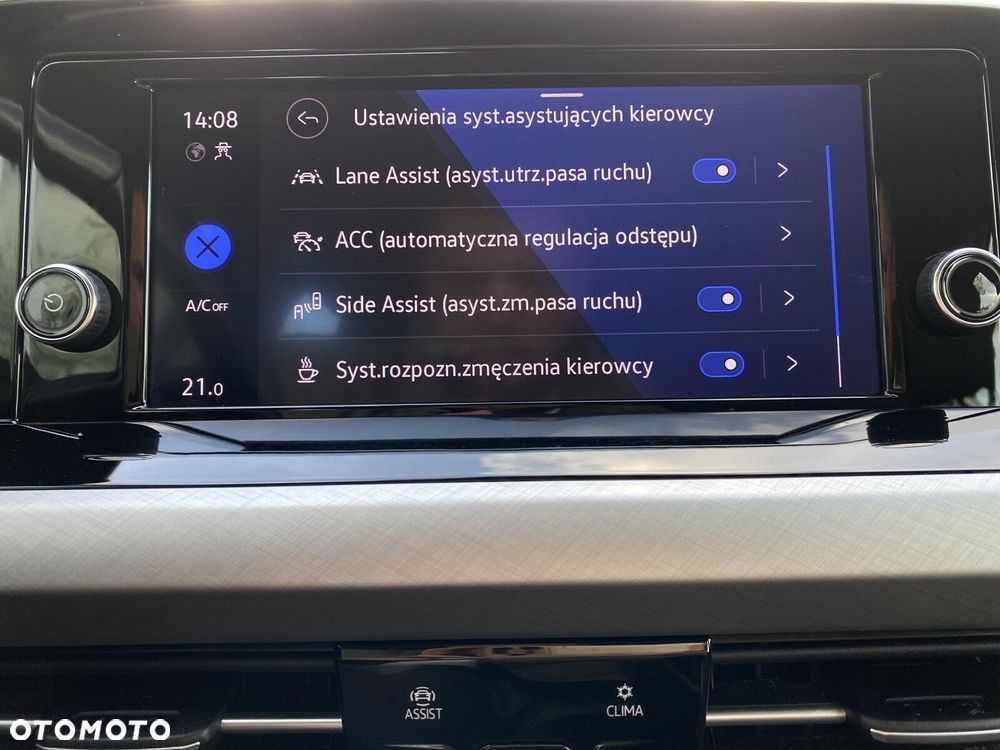 14:08
Ustawienia syst.asystujących kierowcy
Lane Assist (asyst.utrz.pasa ruchu)
ACC (automatyczna regulacja odstępu)
A/C OFF
Side Assist (asyst.zm.pasa ruchu)
Syst.rozpozn.zmęczenia kierowcy
21.0
ASSIST
CLIMA
OTOMOTO